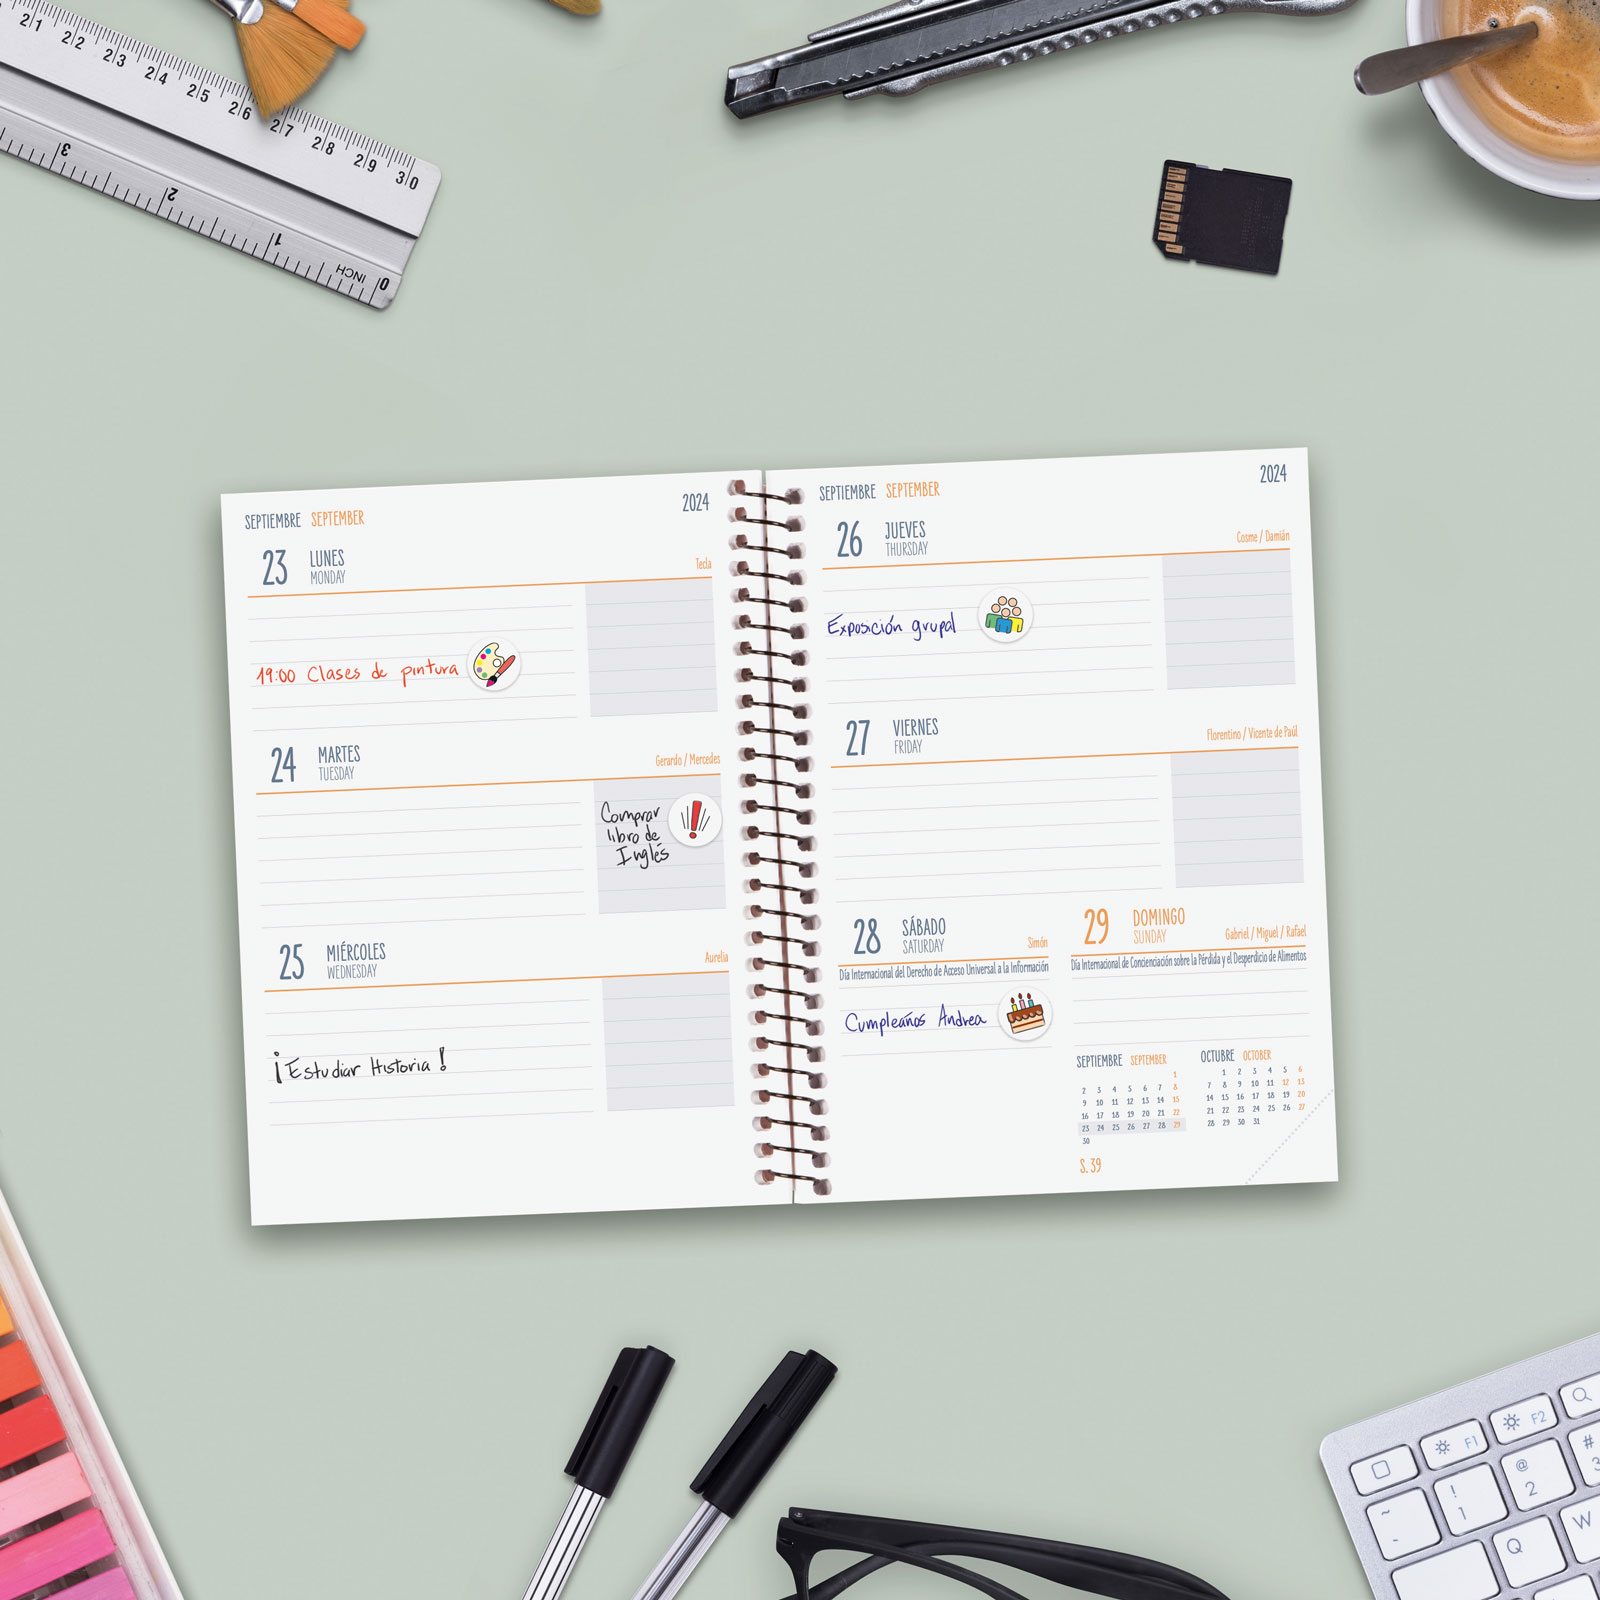 21 22 23 24 25 26 27 28 29 30
3 2 1 0
INCH
SEPTIEMBRE SEPTEMBER 2024
23 LUNES
MONDAY
Tecla
19:00 Clases de pintura
24 MARTES
TUESDAY
Gerardo / Mercedes
Comprar
libro de
Inglés
25 MIÉRCOLES
WEDNESDAY
Aurelia
¡Estudiar Historia!
SEPTIEMBRE SEPTEMBER 2024
26 JUEVES
THURSDAY
Cosme / Damián
Exposición grupal
27 VIERNES
FRIDAY
Florentino / Vicente de Paúl
28 SÁBADO
SATURDAY
Simón
Día Internacional del Derecho de Acceso Universal a la Información
Cumpleaños Andrea
29 DOMINGO
SUNDAY
Gabriel / Miguel / Rafael
Día Internacional de Concienciación sobre la Pérdida y el Desperdicio de Alimentos
SEPTIEMBRE SEPTEMBER
1
2 3 4 5 6 7 8
9 10 11 12 13 14 15
16 17 18 19 20 21 22
23 24 25 26 27 28 29
30
OCTUBRE OCTOBER
1 2 3 4 5 6
7 8 9 10 11 12 13
14 15 16 17 18 19 20
21 22 23 24 25 26 27
28 29 30 31
S. 39
F1 F2
~ ! 1 @ 2 # 3
Q W